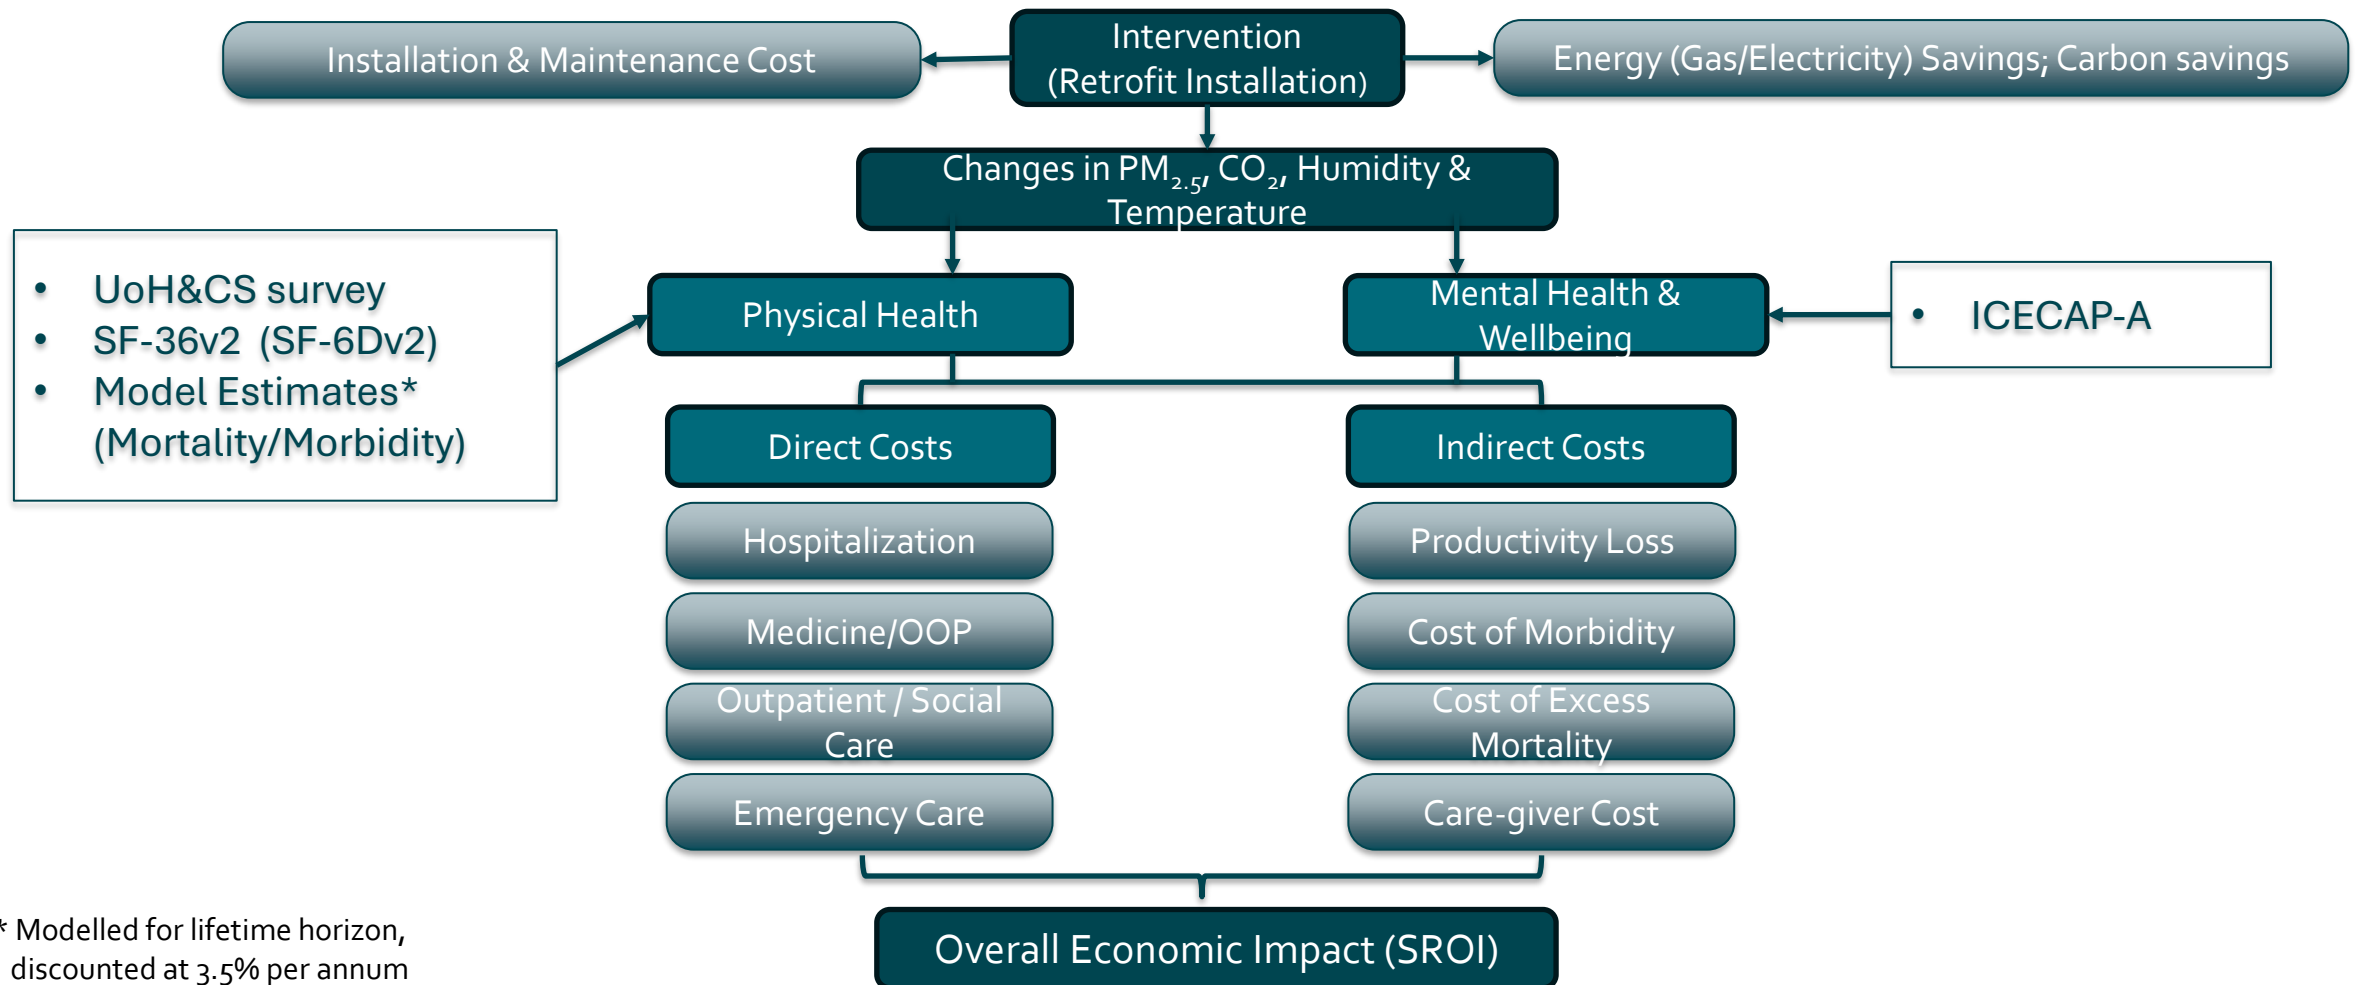 Installation & Maintenance Cost
Intervention
(Retrofit Installation)
Energy (Gas/Electricity) Savings; Carbon savings
Changes in PM₂.₅, CO₂, Humidity &
Temperature
• UoH&CS survey
• SF-36v2 (SF-6Dv2)
• Model Estimates*
(Mortality/Morbidity)
Physical Health
Mental Health &
Wellbeing
• ICECAP-A
Direct Costs
Indirect Costs
Hospitalization
Productivity Loss
Medicine/OOP
Cost of Morbidity
Outpatient / Social
Care
Cost of Excess
Mortality
Emergency Care
Care-giver Cost
* Modelled for lifetime horizon,
discounted at 3.5% per annum
Overall Economic Impact (SROI)